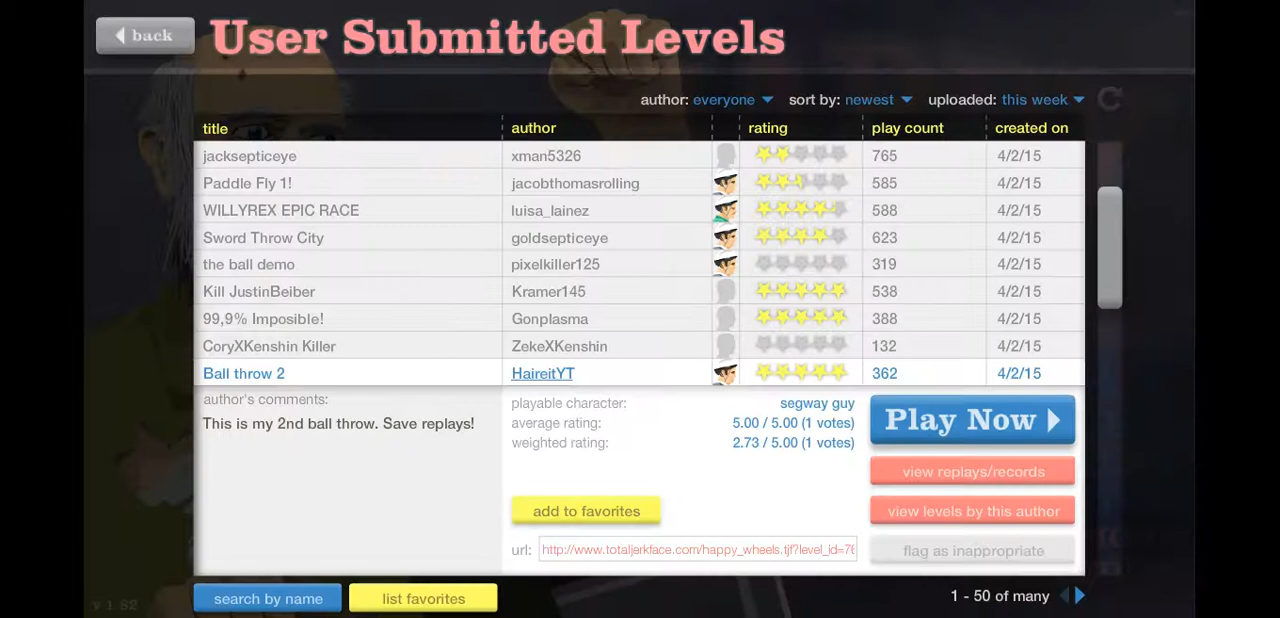 back
User Submitted Levels
author: everyone sort by: newest uploaded: this week
title author rating play count created on
jacksepticeye xman5326 765 4/2/15
Paddle Fly 1! jacobthomasrolling 585 4/2/15
WILLYREX EPIC RACE luisa_lainez 588 4/2/15
Sword Throw City goldsepticeye 623 4/2/15
the ball demo pixelkiller125 319 4/2/15
Kill JustinBeiber Kramer145 538 4/2/15
99,9% Imposible! Gonplasma 388 4/2/15
CoryXKenshin Killer ZekeXKenshin 132 4/2/15
Ball throw 2 HaireitYT 362 4/2/15
author's comments:
This is my 2nd ball throw. Save replays!
playable character: segway guy
average rating: 5.00 / 5.00 (1 votes)
weighted rating: 2.73 / 5.00 (1 votes)
add to favorites
url: http://www.totaljerkface.com/happy_wheels.tjf?level_id=76
Play Now
view replays/records
view levels by this author
flag as inappropriate
v 1.82
search by name
list favorites
1 - 50 of many